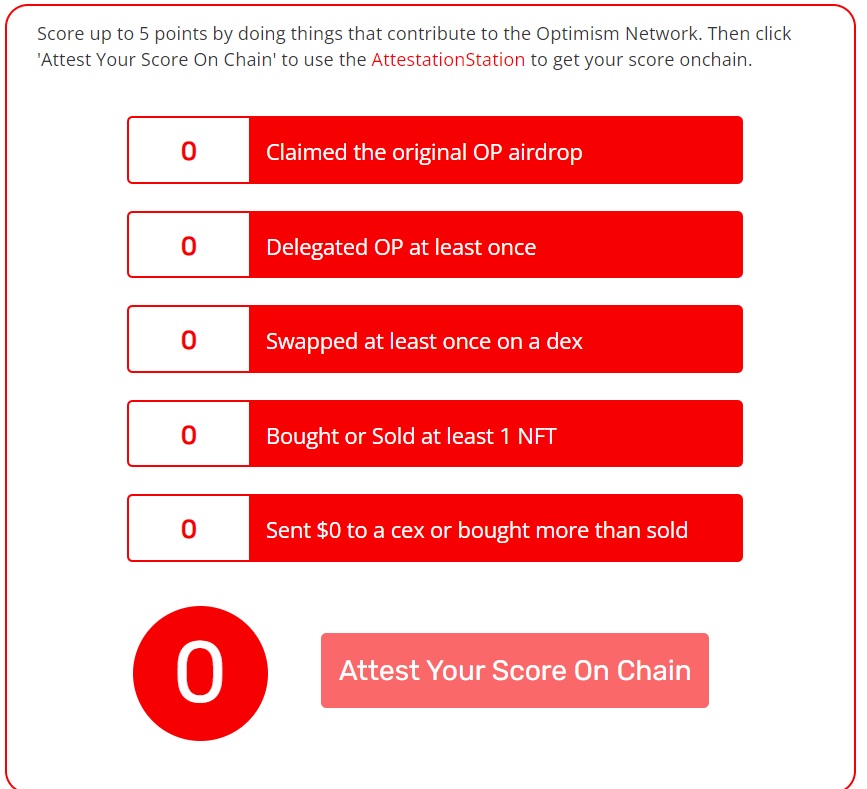 Score up to 5 points by doing things that contribute to the Optimism Network. Then click
'Attest Your Score On Chain' to use the AttestationStation to get your score onchain.
0 Claimed the original OP airdrop
0 Delegated OP at least once
0 Swapped at least once on a dex
0 Bought or Sold at least 1 NFT
0 Sent $0 to a cex or bought more than sold
0 Attest Your Score On Chain